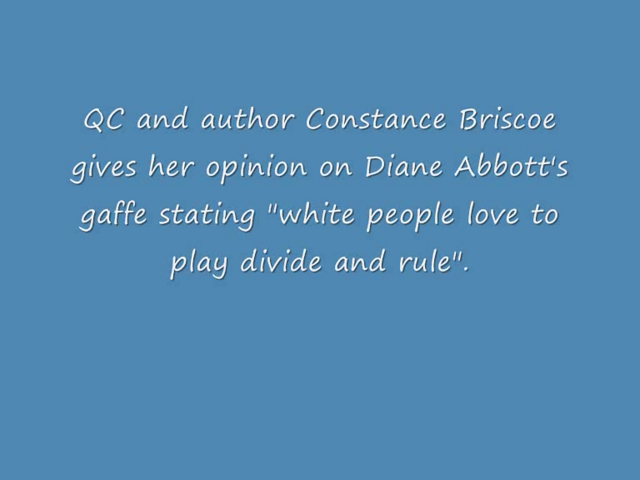 QC and author Constance Briscoe
gives her opinion on Diane Abbott's
gaffe stating "white people love to
play divide and rule".